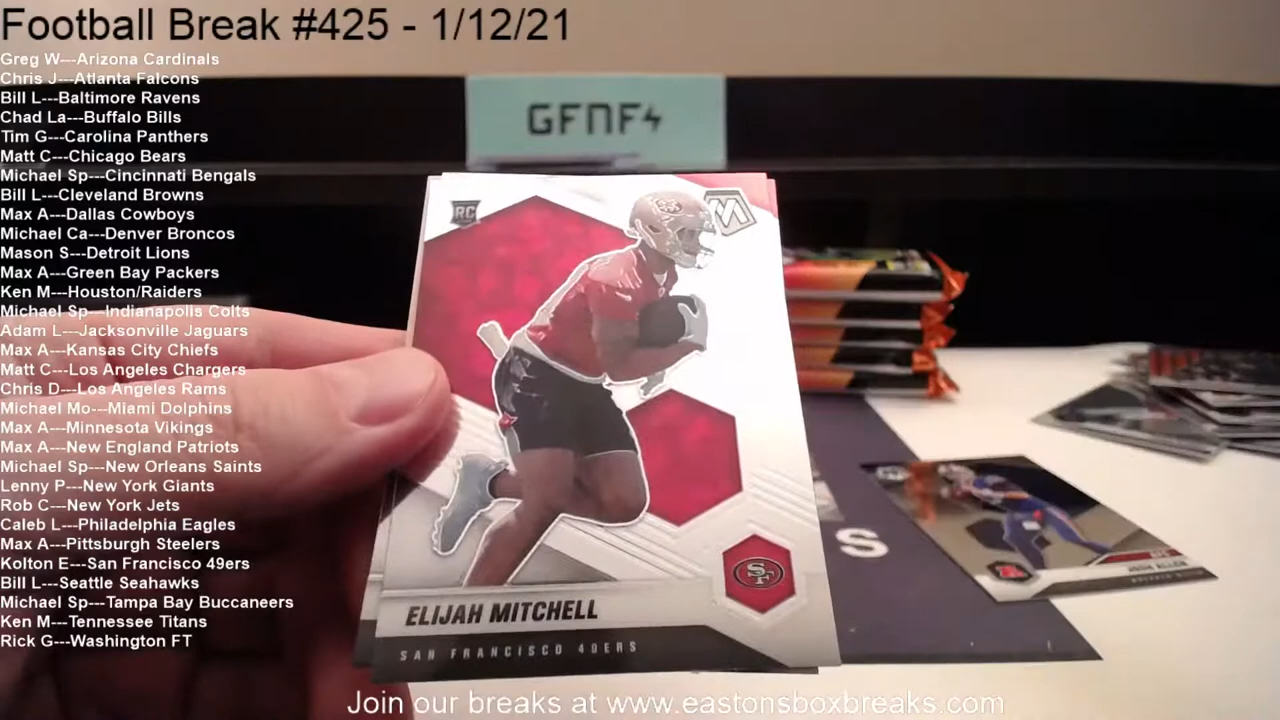 Football Break #425 - 1/12/21
Greg W---Arizona Cardinals
Chris J---Atlanta Falcons
Bill L---Baltimore Ravens
Chad La---Buffalo Bills
Tim G---Carolina Panthers
Matt C---Chicago Bears
Michael Sp---Cincinnati Bengals
Bill L---Cleveland Browns
Max A---Dallas Cowboys
Michael Ca---Denver Broncos
Mason S---Detroit Lions
Max A---Green Bay Packers
Ken M---Houston/Raiders
Michael Sp---Indianapolis Colts
Adam L---Jacksonville Jaguars
Max A---Kansas City Chiefs
Matt C---Los Angeles Chargers
Chris D---Los Angeles Rams
Michael Mo---Miami Dolphins
Max A---Minnesota Vikings
Max A---New England Patriots
Michael Sp---New Orleans Saints
Lenny P---New York Giants
Rob C---New York Jets
Caleb L---Philadelphia Eagles
Max A---Pittsburgh Steelers
Kolton E---San Francisco 49ers
Bill L---Seattle Seahawks
Michael Sp---Tampa Bay Buccaneers
Ken M---Tennessee Titans
Rick G---Washington FT
GFNF
RC
M
SF
ELIJAH MITCHELL
SAN FRANCISCO 49ERS
S
JOSH ALLEN
Join our breaks at www.eastonsboxbreaks.com